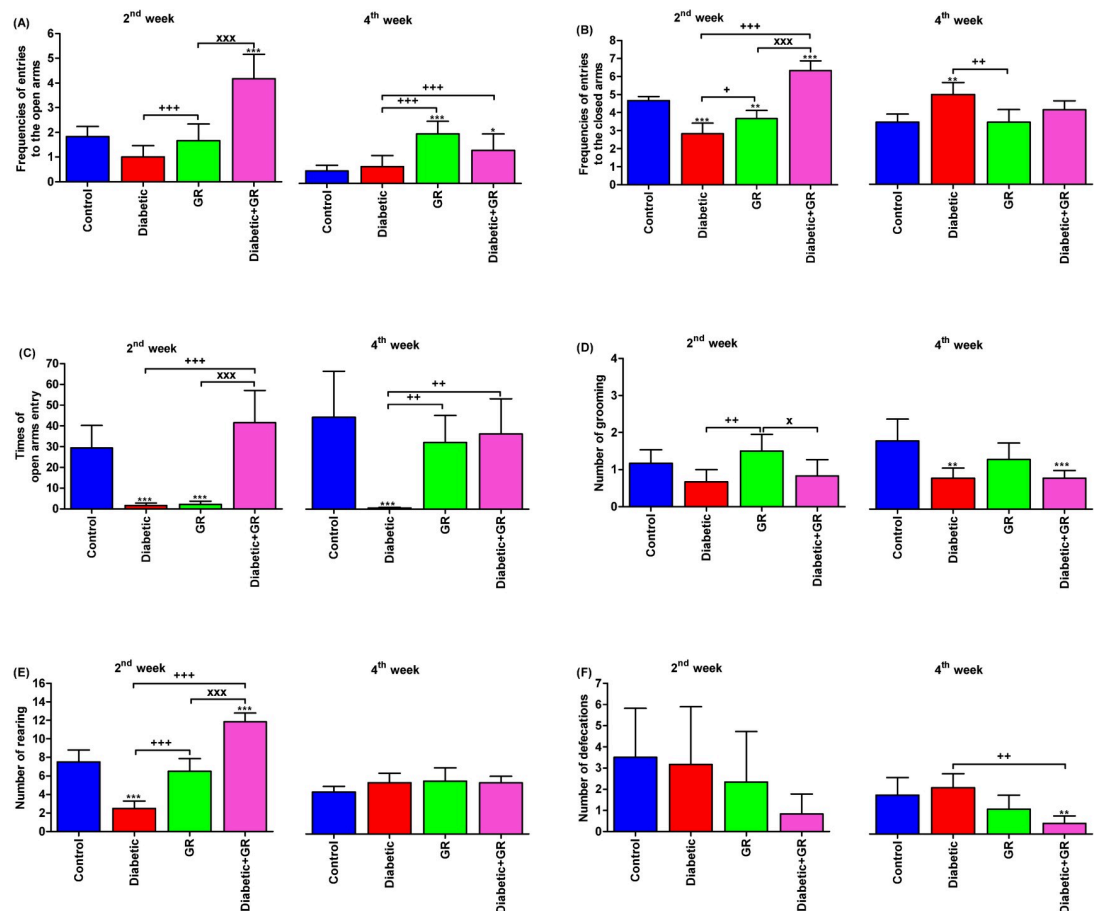 (A)
2nd week
4th week
Frequencies of entries
to the open arms
6
5
4
3
2
1
0
+++
xxx
***
Control
Diabetic
GR
Diabetic+GR
+++
+++
***
*
Control
Diabetic
GR
Diabetic+GR
(B)
2nd week
4th week
Frequencies of entries
to the closed arms
8
7
6
5
4
3
2
1
0
+++
xxx
+
***
**
***
Control
Diabetic
GR
Diabetic+GR
++
**
Control
Diabetic
GR
Diabetic+GR
(C)
2nd week
4th week
Times of
open arms entry
70
60
50
40
30
20
10
0
+++
xxx
***
***
Control
Diabetic
GR
Diabetic+GR
++
++
***
Control
Diabetic
GR
Diabetic+GR
(D)
2nd week
4th week
Number of grooming
4
3
2
1
0
++
x
Control
Diabetic
GR
Diabetic+GR
**
***
Control
Diabetic
GR
Diabetic+GR
(E)
2nd week
4th week
Number of rearing
16
14
12
10
8
6
4
2
0
+++
xxx
***
+++
***
Control
Diabetic
GR
Diabetic+GR
Control
Diabetic
GR
Diabetic+GR
(F)
2nd week
4th week
Number of defecations
7
6
5
4
3
2
1
0
Control
Diabetic
GR
Diabetic+GR
++
**
Control
Diabetic
GR
Diabetic+GR